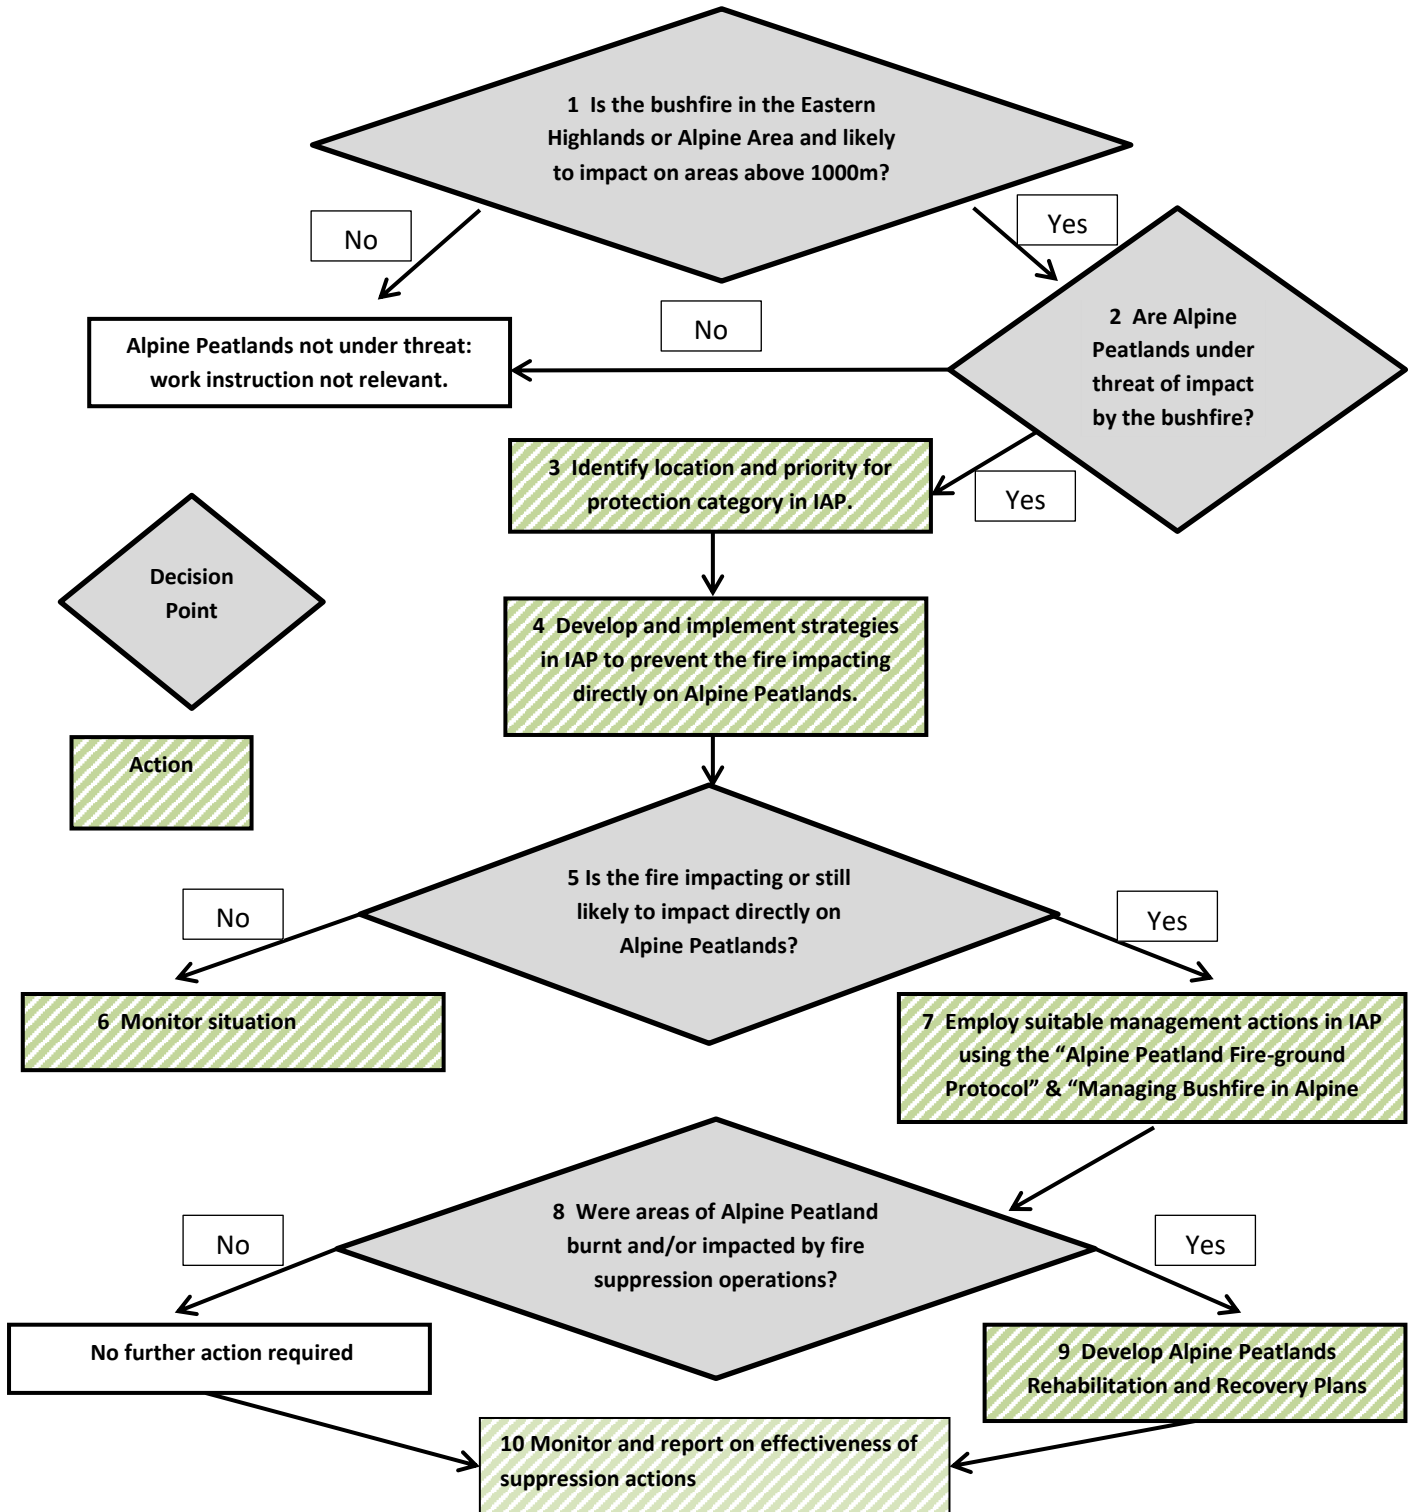 1 Is the bushfire in the Eastern
Highlands or Alpine Area and likely
to impact on areas above 1000m?
No
Yes
Alpine Peatlands not under threat:
work instruction not relevant.
No
2 Are Alpine
Peatlands under
threat of impact
by the bushfire?
Yes
3 Identify location and priority for
protection category in IAP.
Decision
Point
4 Develop and implement strategies
in IAP to prevent the fire impacting
directly on Alpine Peatlands.
Action
5 Is the fire impacting or still
likely to impact directly on
Alpine Peatlands?
No
Yes
6 Monitor situation
7 Employ suitable management actions in IAP
using the “Alpine Peatland Fire-ground
Protocol” & “Managing Bushfire in Alpine
8 Were areas of Alpine Peatland
burnt and/or impacted by fire
suppression operations?
No
Yes
No further action required
9 Develop Alpine Peatlands
Rehabilitation and Recovery Plans
10 Monitor and report on effectiveness of
suppression actions